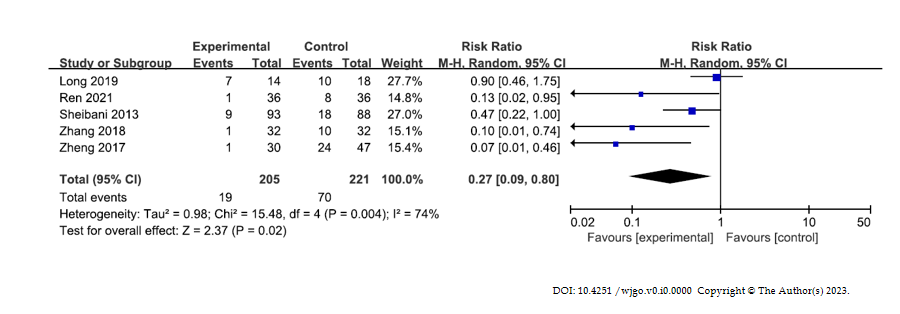 Experimental Control Risk Ratio Risk Ratio
Study or Subgroup Events Total Events Total Weight M-H, Random, 95% CI M-H, Random, 95% CI
Long 2019 7 14 10 18 27.7% 0.90 [0.46, 1.75]
Ren 2021 1 36 8 36 14.8% 0.13 [0.02, 0.95]
Sheibani 2013 9 93 18 88 27.0% 0.47 [0.22, 1.00]
Zhang 2018 1 32 10 32 15.1% 0.10 [0.01, 0.74]
Zheng 2017 1 30 24 47 15.4% 0.07 [0.01, 0.46]
Total (95% CI) 205 221 100.0% 0.27 [0.09, 0.80]
Total events 19 70
Heterogeneity: Tau² = 0.98; Chi² = 15.48, df = 4 (P = 0.004); I² = 74%
Test for overall effect: Z = 2.37 (P = 0.02)
0.02 0.1 1 10 50
Favours [experimental] Favours [control]
DOI: 10.4251 /wjgo.v0.i0.0000 Copyright © The Author(s) 2023.